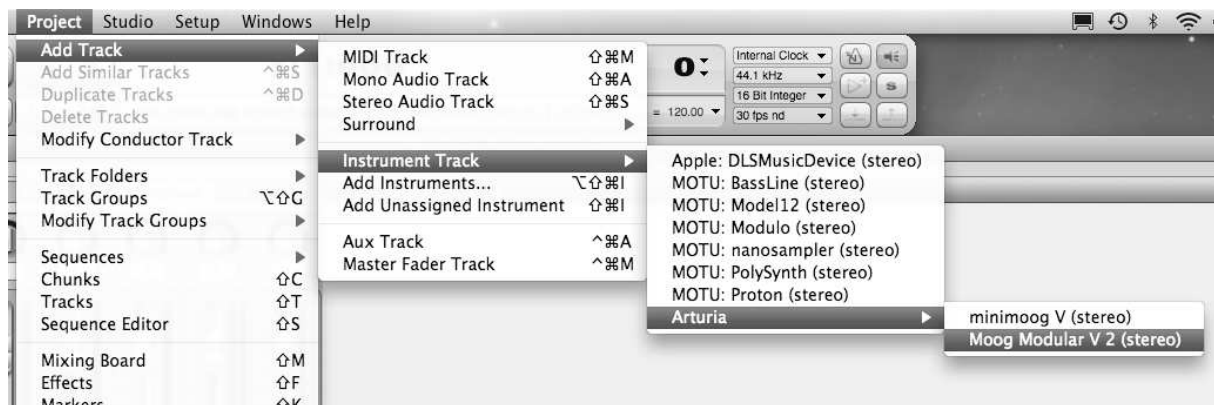 Project Studio Setup Windows Help
Add Track
Add Similar Tracks ^⌘S
Duplicate Tracks ^⌘D
Delete Tracks
Modify Conductor Track
Track Folders
Track Groups ⌥⇧G
Modify Track Groups
Sequences
Chunks ⇧C
Tracks ⇧T
Sequence Editor ⇧S
Mixing Board ⇧M
Effects ⇧F
Markers ⇧K
MIDI Track ⇧⌘M
Mono Audio Track ⇧⌘A
Stereo Audio Track ⇧⌘S
Surround
Instrument Track
Add Instruments... ⌥⇧⌘I
Add Unassigned Instrument ⇧⌘I
Aux Track ^⌘A
Master Fader Track ^⌘M
0
= 120.00
Internal Clock
44.1 kHz
16 Bit Integer
30 fps nd
S
Apple: DLSMusicDevice (stereo)
MOTU: BassLine (stereo)
MOTU: Model12 (stereo)
MOTU: Modulo (stereo)
MOTU: nanosampler (stereo)
MOTU: PolySynth (stereo)
MOTU: Proton (stereo)
Arturia
minimoog V (stereo)
Moog Modular V 2 (stereo)